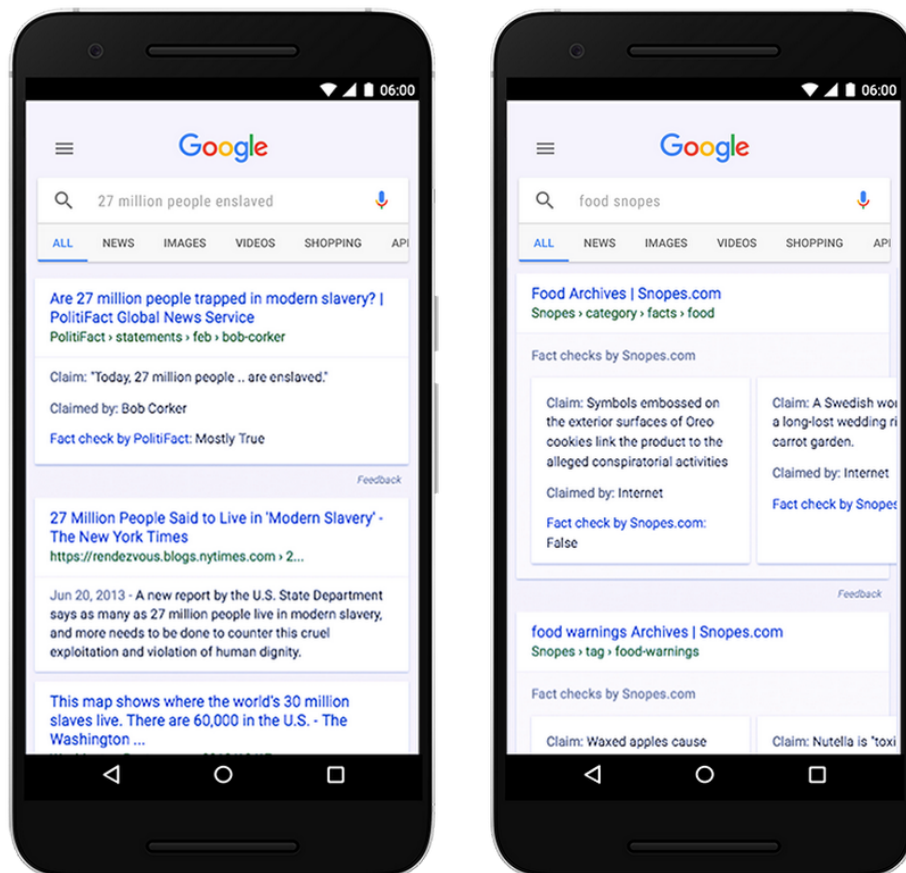 06:00
Google
27 million people enslaved
ALL NEWS IMAGES VIDEOS SHOPPING
Are 27 million people trapped in modern slavery? |
PolitiFact Global News Service
PolitiFact › statements › feb › bob-corker
Claim: "Today, 27 million people .. are enslaved."
Claimed by: Bob Corker
Fact check by PolitiFact: Mostly True
Feedback
27 Million People Said to Live in 'Modern Slavery' -
The New York Times
https://rendezvous.blogs.nytimes.com › 2...
Jun 20, 2013 - A new report by the U.S. State Department
says as many as 27 million people live in modern slavery,
and more needs to be done to counter this cruel
exploitation and violation of human dignity.
This map shows where the world's 30 million
slaves live. There are 60,000 in the U.S. - The
Washington ...
06:00
Google
food snopes
ALL NEWS IMAGES VIDEOS SHOPPING
Food Archives | Snopes.com
Snopes › category › facts › food
Fact checks by Snopes.com
Claim: Symbols embossed on
the exterior surfaces of Oreo
cookies link the product to the
alleged conspiratorial activities
Claimed by: Internet
Fact check by Snopes.com:
False
Claim: A Swedish
a long-lost wedding
carrot garden.
Claimed by: Internet
Fact check by Snopes
Feedback
food warnings Archives | Snopes.com
Snopes › tag › food-warnings
Fact checks by Snopes.com
Claim: Waxed apples cause
Claim: Nutella is "toxi